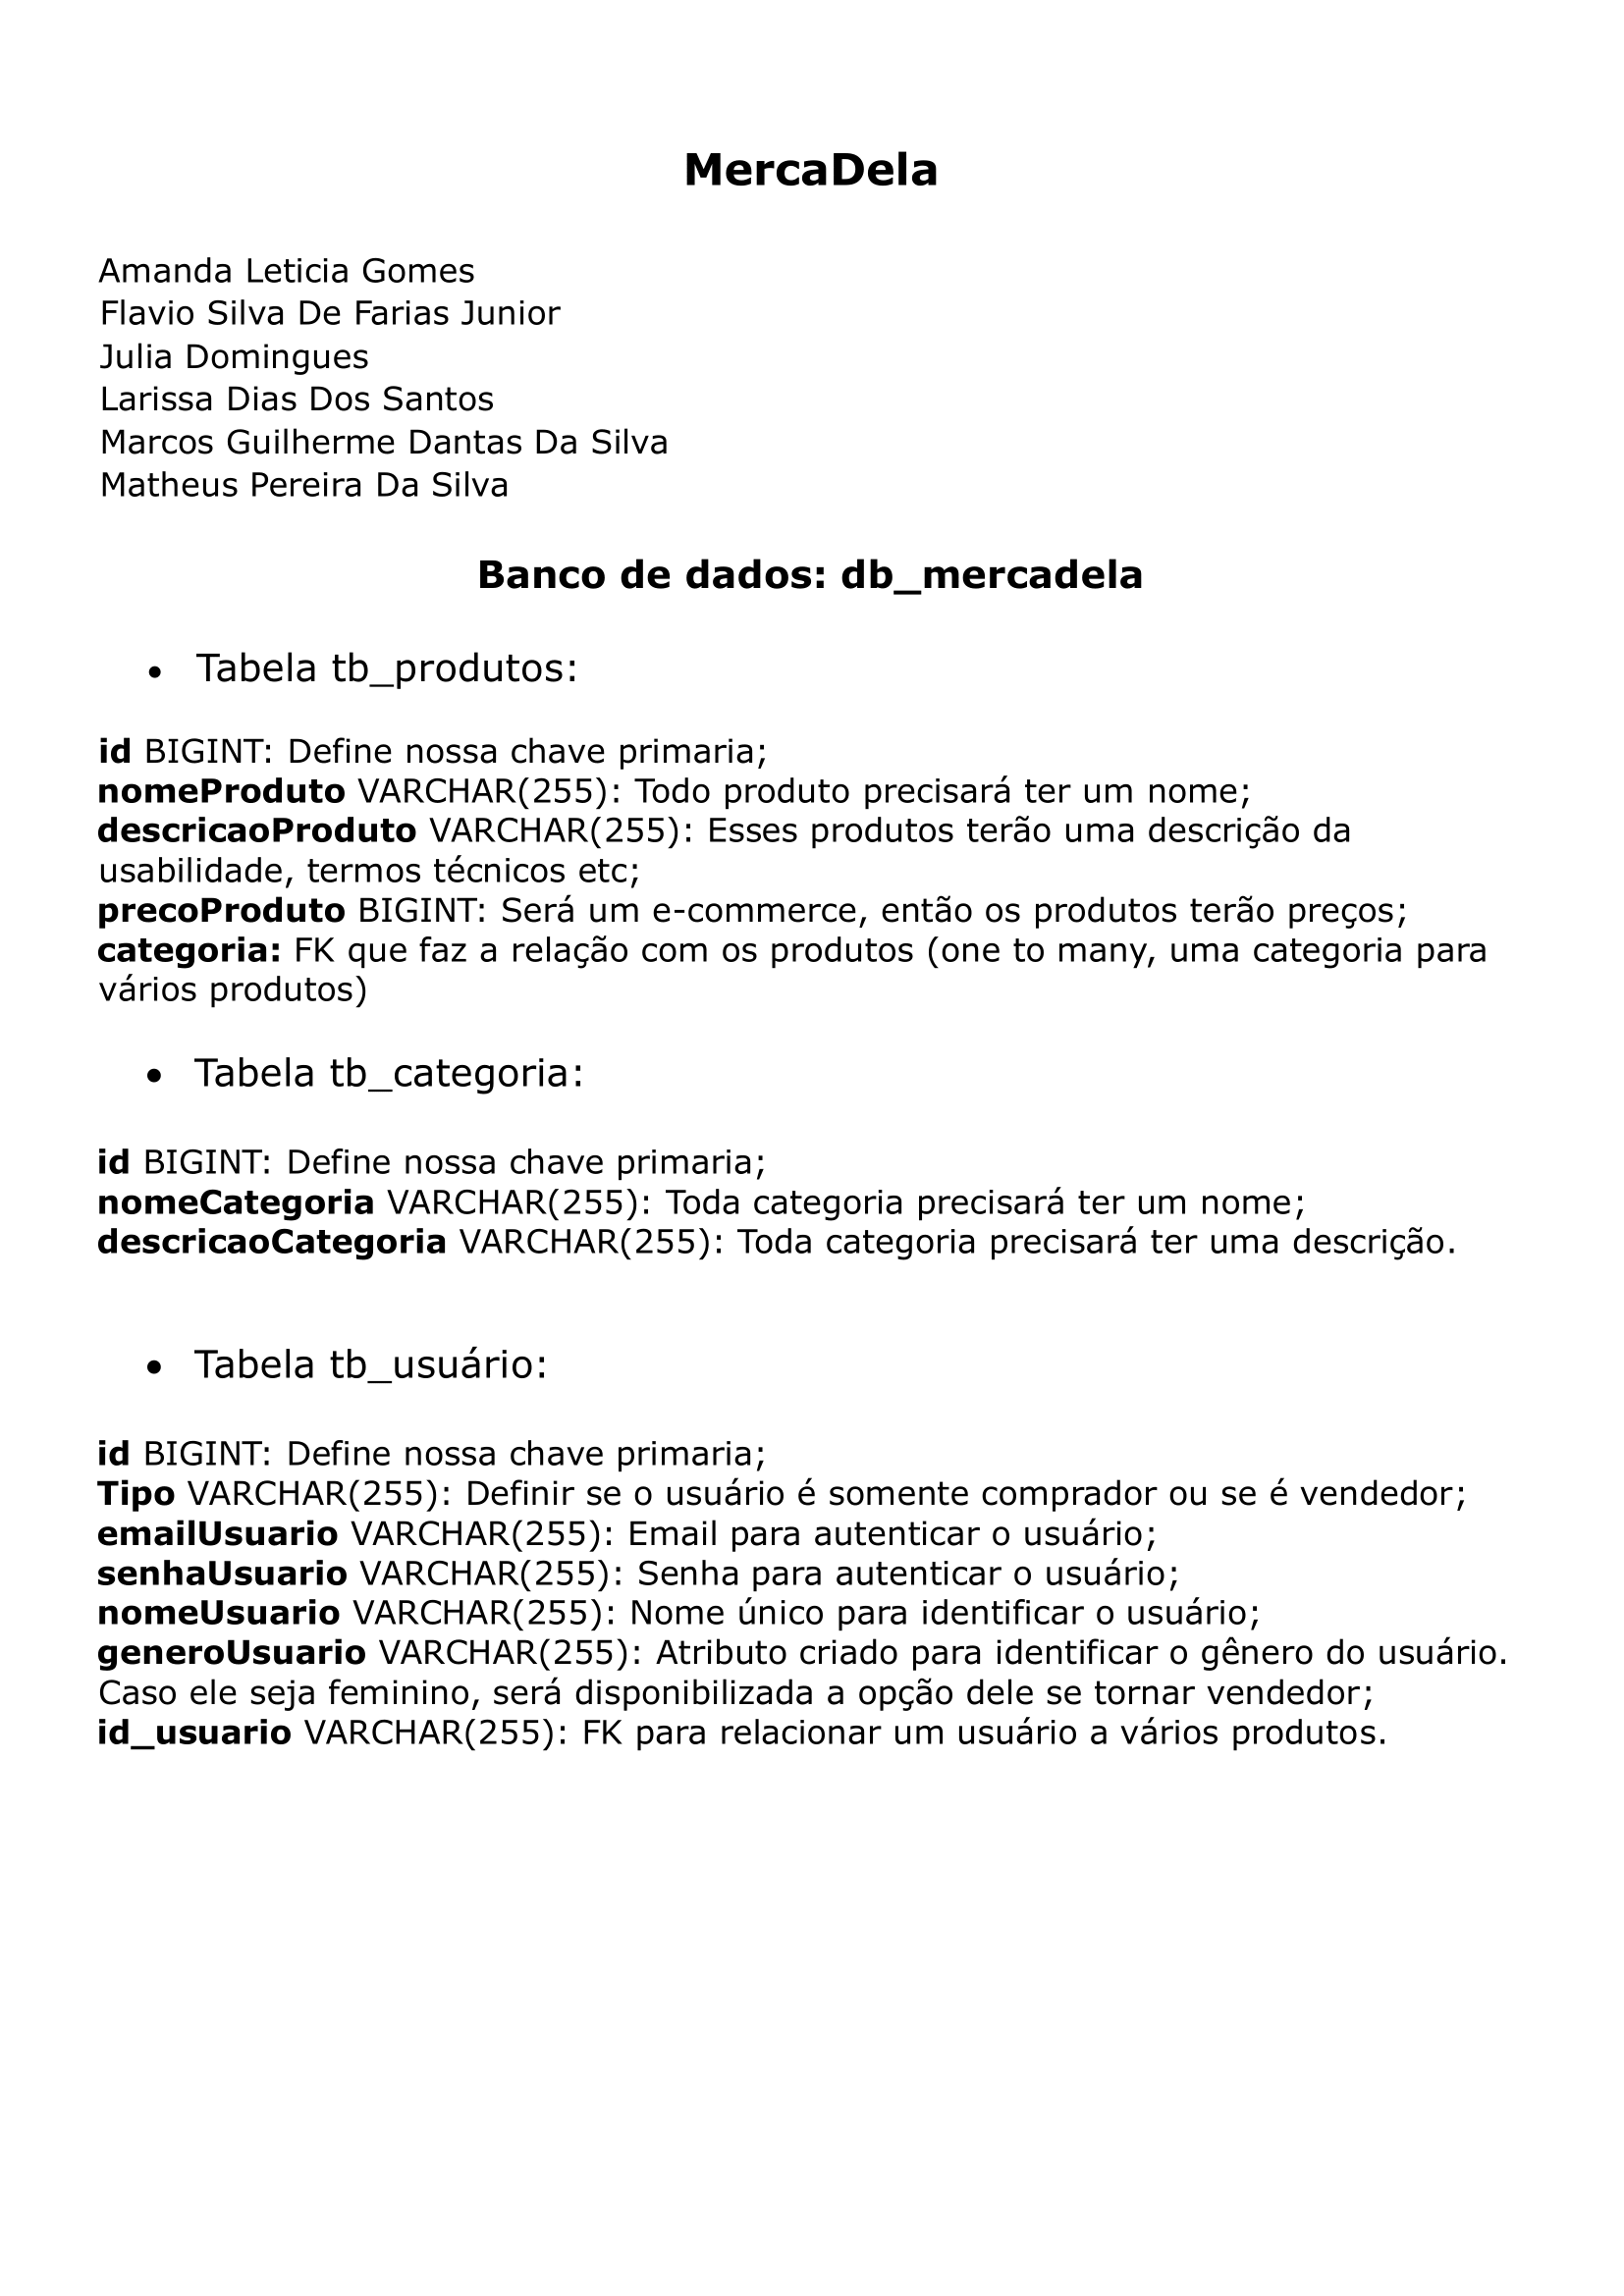 MercaDela
Amanda Leticia Gomes
Flavio Silva De Farias Junior
Julia Domingues
Larissa Dias Dos Santos
Marcos Guilherme Dantas Da Silva
Matheus Pereira Da Silva
Banco de dados: db_mercadela
• Tabela tb_produtos:
id BIGINT: Define nossa chave primaria;
nomeProduto VARCHAR(255): Todo produto precisará ter um nome;
descricaoProduto VARCHAR(255): Esses produtos terão uma descrição da
usabilidade, termos técnicos etc;
precoProduto BIGINT: Será um e-commerce, então os produtos terão preços;
categoria: FK que faz a relação com os produtos (one to many, uma categoria para
vários produtos)
• Tabela tb_categoria:
id BIGINT: Define nossa chave primaria;
nomeCategoria VARCHAR(255): Toda categoria precisará ter um nome;
descricaoCategoria VARCHAR(255): Toda categoria precisará ter uma descrição.
• Tabela tb_usuário:
id BIGINT: Define nossa chave primaria;
Tipo VARCHAR(255): Definir se o usuário é somente comprador ou se é vendedor;
emailUsuario VARCHAR(255): Email para autenticar o usuário;
senhaUsuario VARCHAR(255): Senha para autenticar o usuário;
nomeUsuario VARCHAR(255): Nome único para identificar o usuário;
generoUsuario VARCHAR(255): Atributo criado para identificar o gênero do usuário.
Caso ele seja feminino, será disponibilizada a opção dele se tornar vendedor;
id_usuario VARCHAR(255): FK para relacionar um usuário a vários produtos.